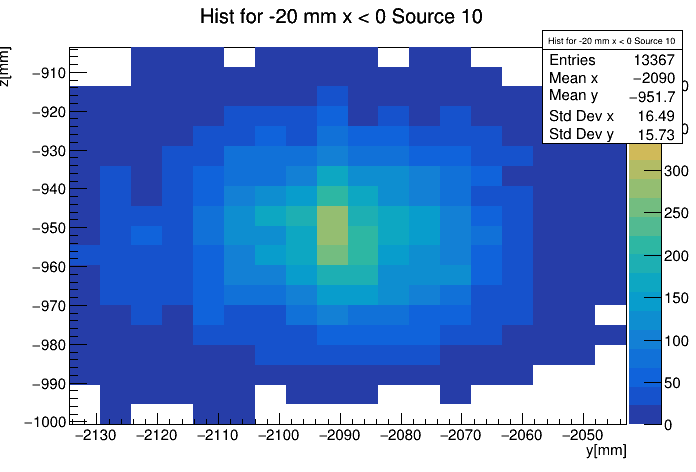 Hist for -20 mm x < 0 Source 10
Hist for -20 mm x < 0 Source 10
Entries 13367
Mean x −2090
Mean y −951.7
Std Dev x 16.49
Std Dev y 15.73
z[mm]
−910
−920
−930
−940
−950
−960
−970
−980
−990
−1000
−2130 −2120 −2110 −2100 −2090 −2080 −2070 −2060 −2050
y[mm]
300
250
200
150
100
50
0